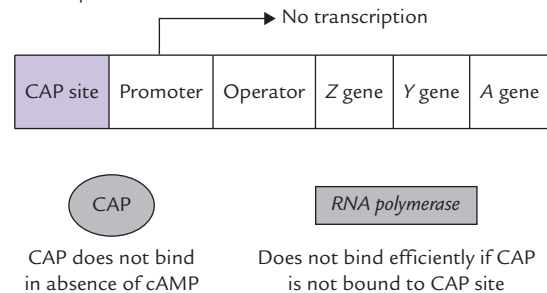 No transcription
CAP site Promoter Operator Z gene Y gene A gene
CAP
RNA polymerase
CAP does not bind
in absence of cAMP
Does not bind efficiently if CAP
is not bound to CAP site